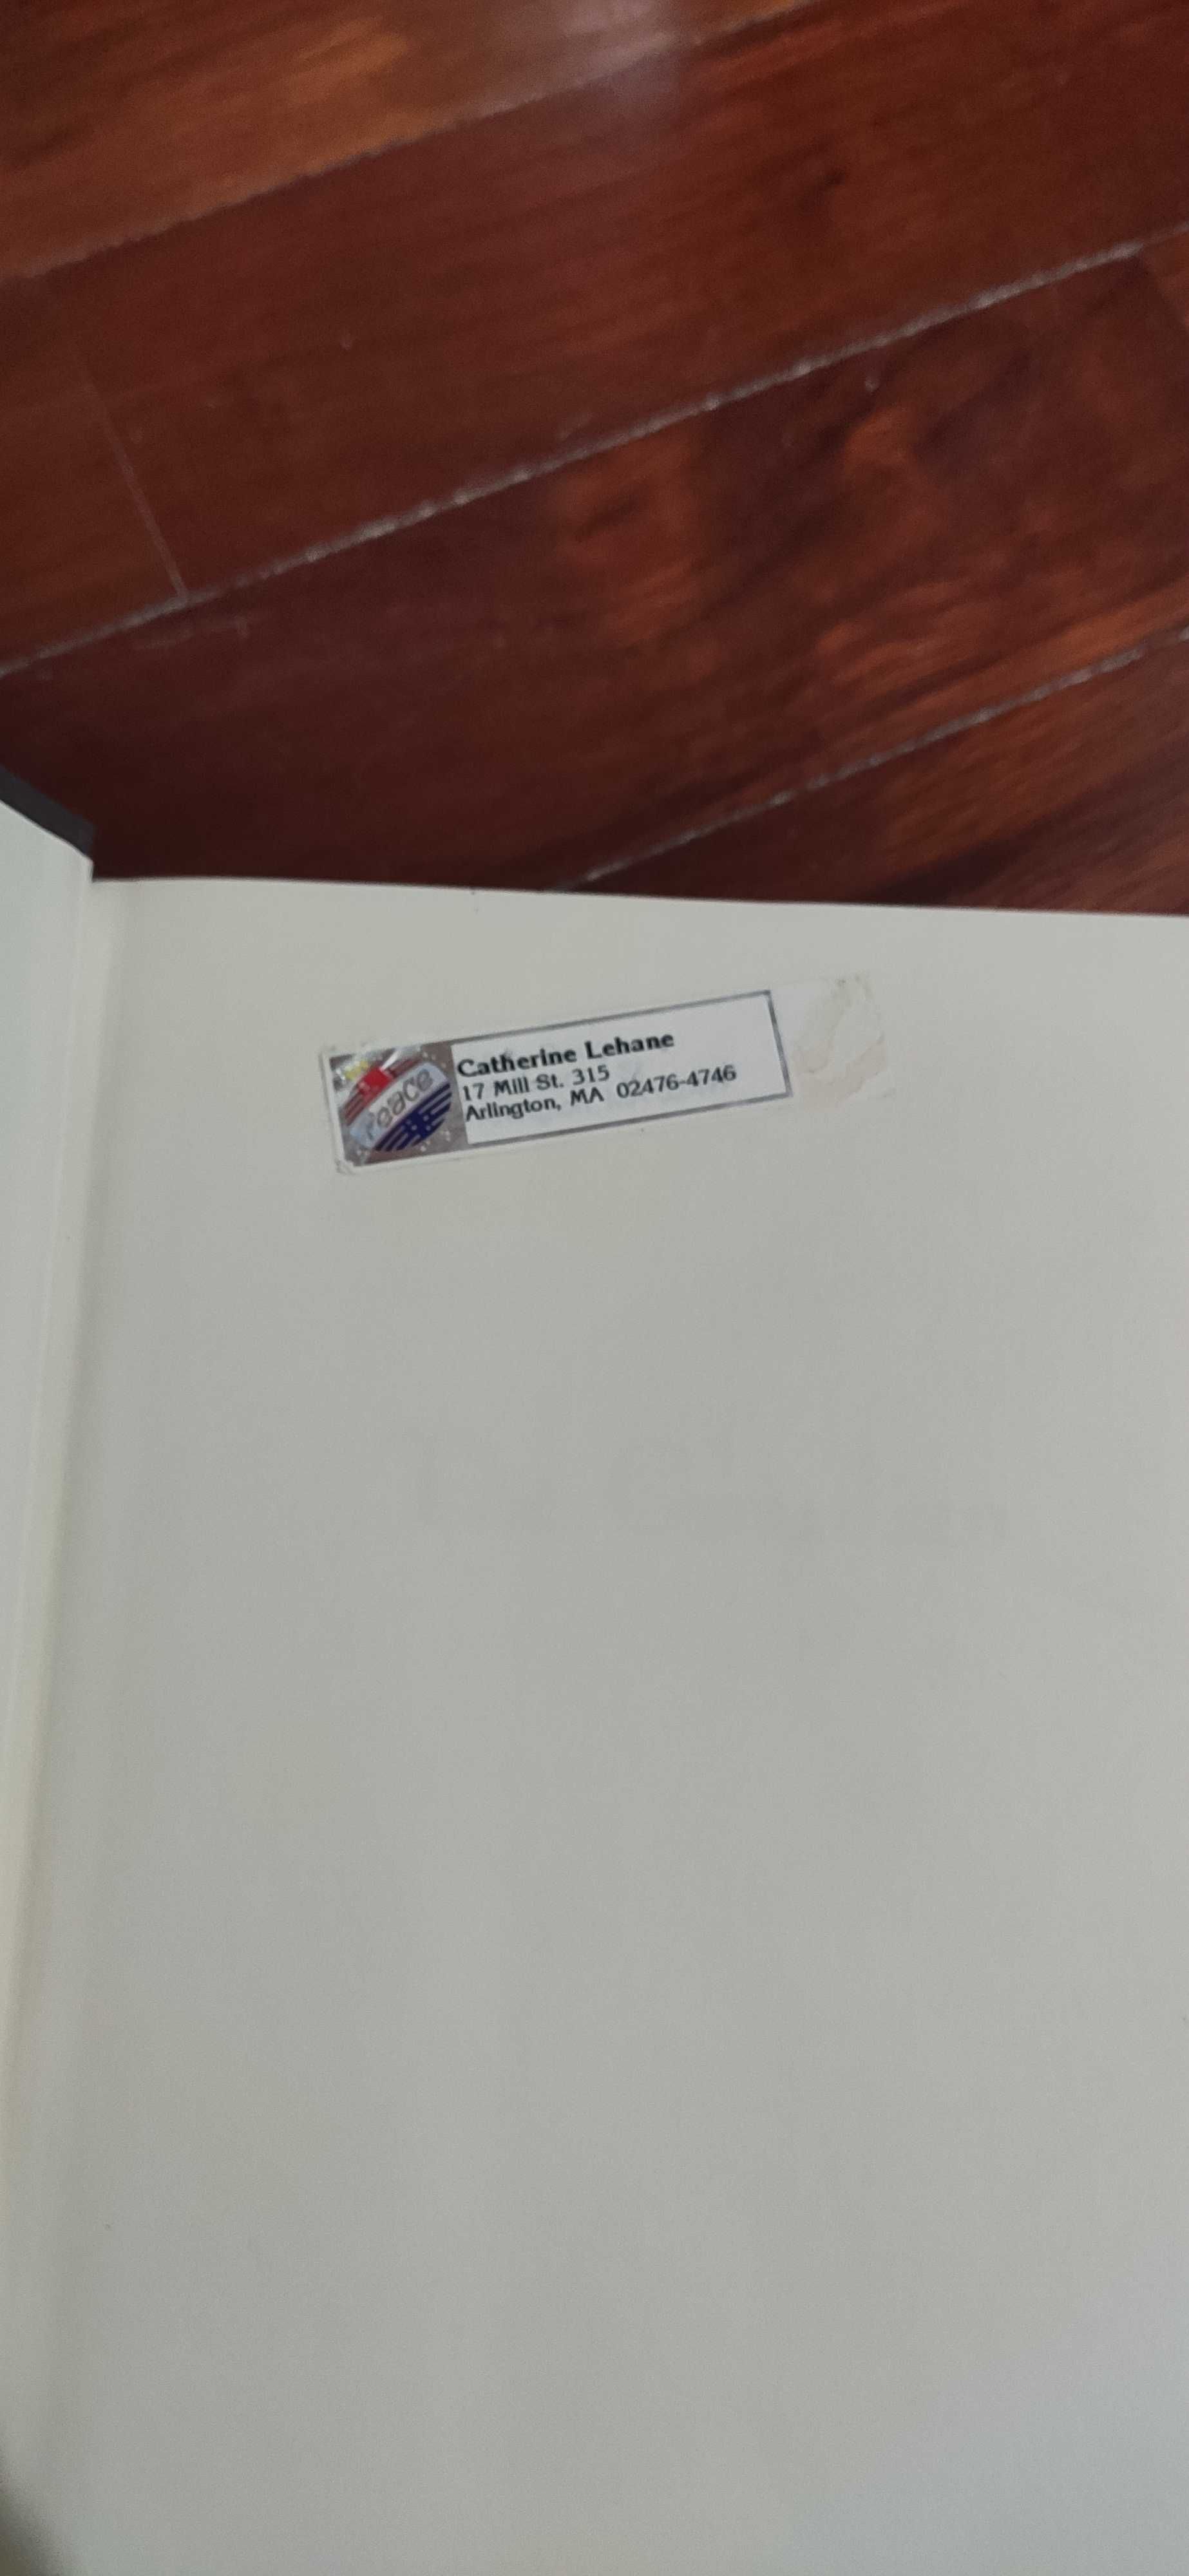 Peace
Catherine Lehane
17 Mill St. 315
Arlington, MA 02476-4746